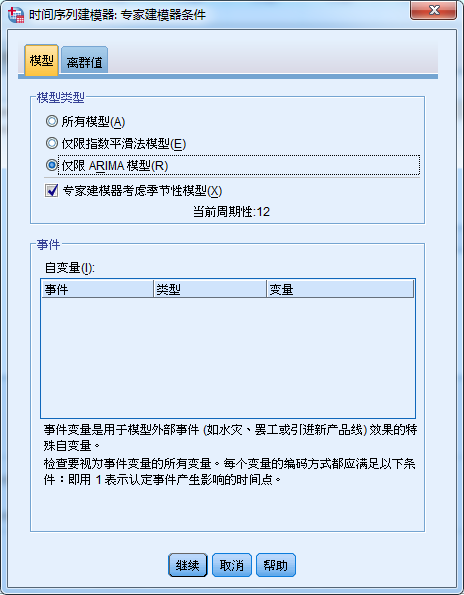 时间序列建模器: 专家建模器条件
模型 离群值
模型类型
所有模型(A)
仅限指数平滑法模型(E)
仅限 ARIMA 模型(R)
专家建模器考虑季节性模型(X)
当前周期性:12
事件
自变量(I):
事件 类型 变量
事件变量是用于模型外部事件 (如水灾、罢工或引进新产品线) 效果的特
殊自变量。
检查要视为事件变量的所有变量。每个变量的编码方式都应满足以下条
件：即用 1 表示认定事件产生影响的时间点。
继续 取消 帮助